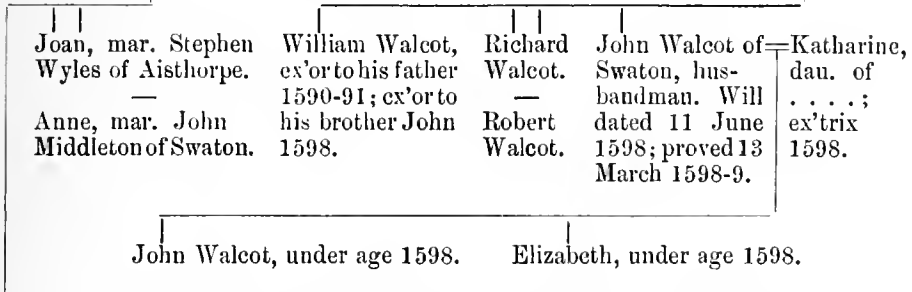 Joan, mar. Stephen
Wyles of Aisthorpe.
—
Anne, mar. John
Middleton of Swaton.
William Walcot,
ex'or to his father
1590-91; ex'or to
his brother John
1598.
Richard
Walcot.
—
Robert
Walcot.
John Walcot of
Swaton, hus-
bandman. Will
dated 11 June
1598; proved 13
March 1598-9.
Katharine,
dau. of
. . . . ;
ex'trix
1598.
John Walcot, under age 1598.
Elizabeth, under age 1598.